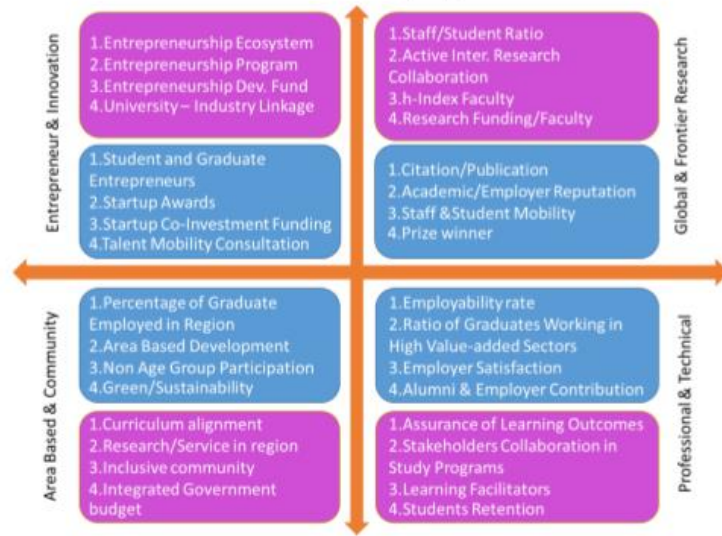 Entrepreneur & Innovation
1.Entrepreneurship Ecosystem
2.Entrepreneurship Program
3.Entrepreneurship Dev. Fund
4.University – Industry Linkage
1.Student and Graduate
Entrepreneurs
2.Startup Awards
3.Startup Co-Investment Funding
4.Talent Mobility Consultation
1.Staff/Student Ratio
2.Active Inter. Research
Collaboration
3.h-Index Faculty
4.Research Funding/Faculty
1.Citation/Publication
2.Academic/Employer Reputation
3.Staff &Student Mobility
4.Prize winner
Global & Frontier Research
Area Based & Community
1.Percentage of Graduate
Employed in Region
2.Area Based Development
3.Non Age Group Participation
4.Green/Sustainability
1.Curriculum alignment
2.Research/Service in region
3.Inclusive community
4.Integrated Government
budget
1.Employability rate
2.Ratio of Graduates Working in
High Value-added Sectors
3.Employer Satisfaction
4.Alumni & Employer Contribution
1.Assurance of Learning Outcomes
2.Stakeholders Collaboration in
Study Programs
3.Learning Facilitators
4.Students Retention
Professional & Technical